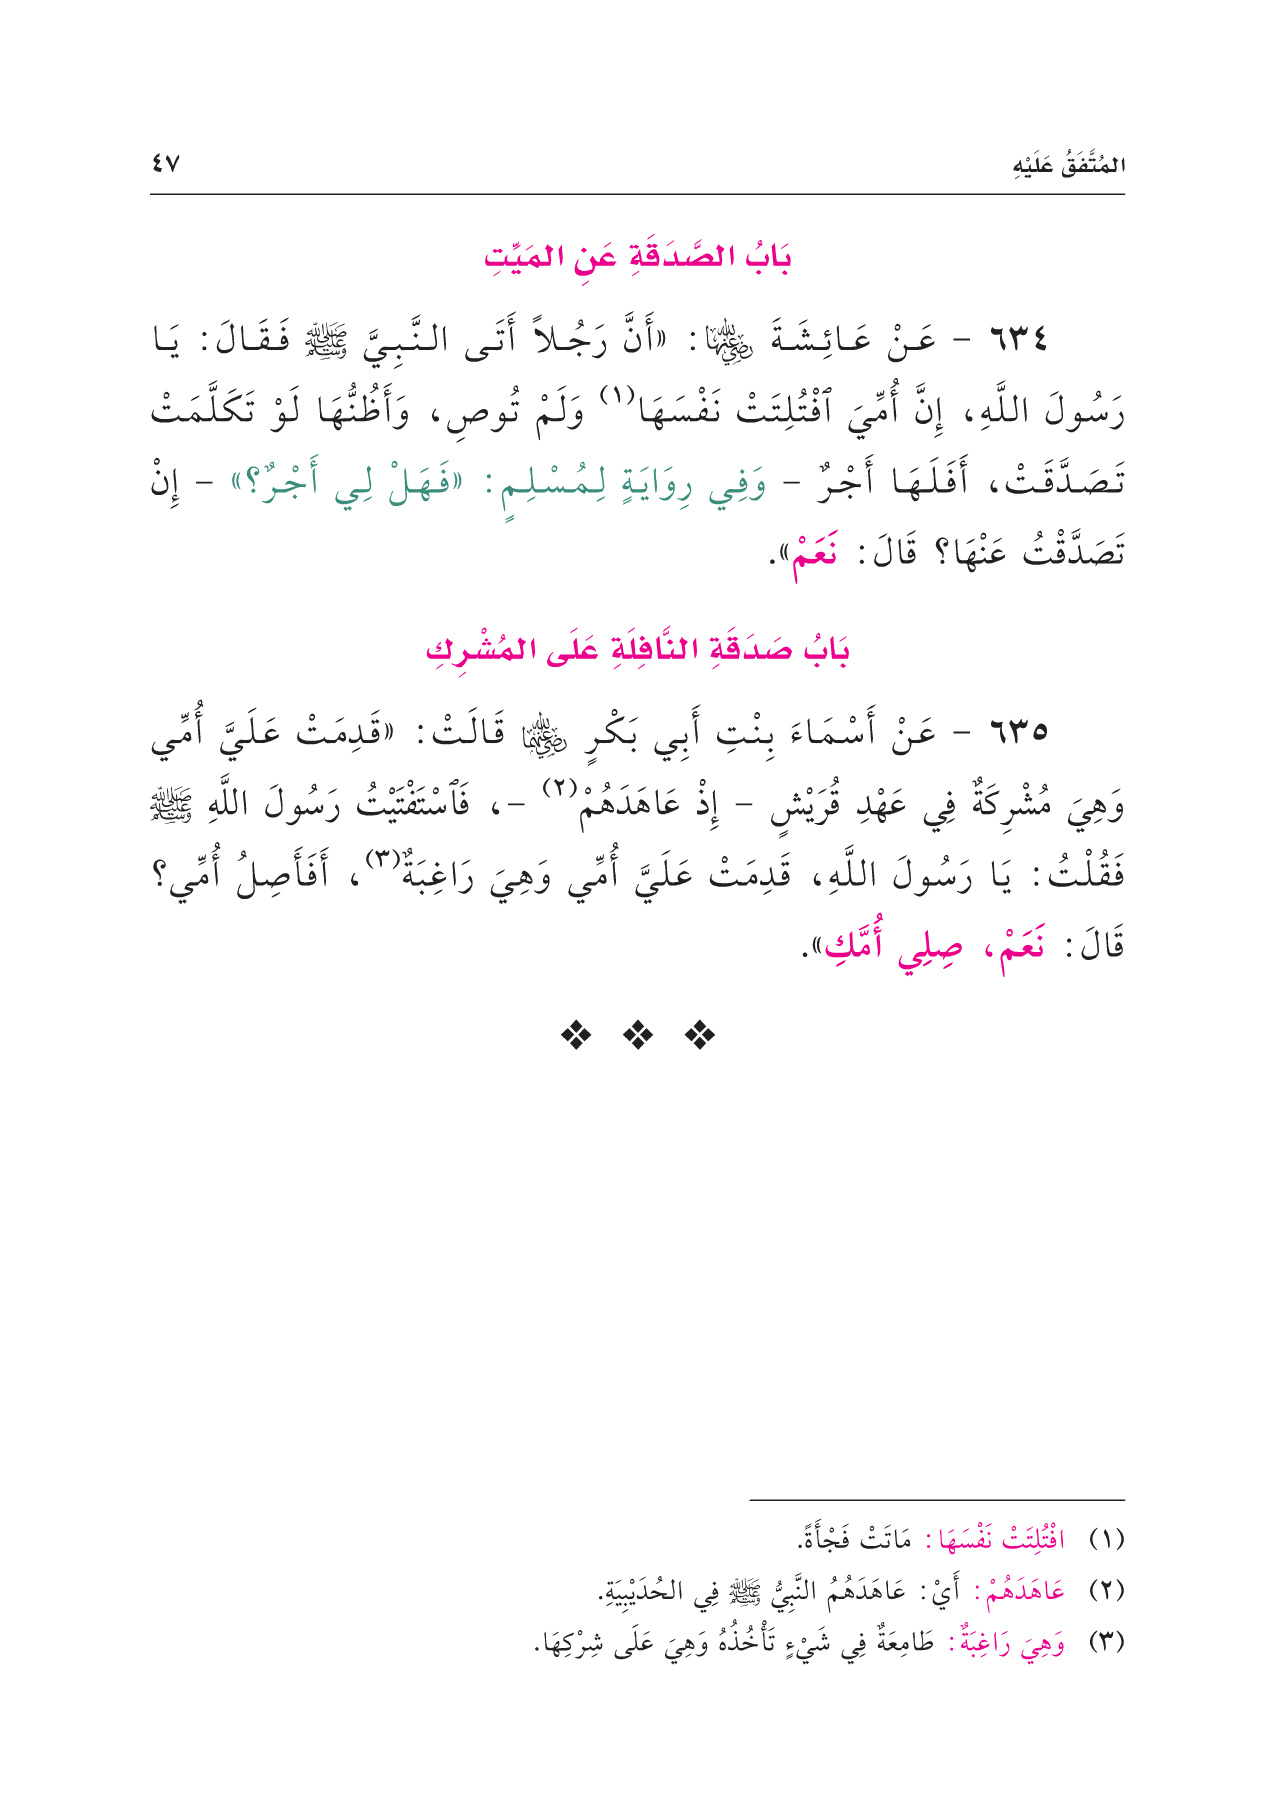 المُتَّفَقُ عَلَيْهِ ٤٧
بَابُ الصَّدَقَةِ عَنِ المَيِّتِ
٦٣٤ - عَنْ عَائِشَةَ رَضِيَ اللَّهُ عَنْهَا: «أَنَّ رَجُلاً أَتَى النَّبِيَّ ﷺ فَقَالَ: يَا
رَسُولَ اللَّهِ، إِنَّ أُمِّيَ ٱفْتُلِتَتْ نَفْسَهَا(١) وَلَمْ تُوصِ، وَأَظُنُّهَا لَوْ تَكَلَّمَتْ
تَصَدَّقَتْ، أَفَلَهَا أَجْرٌ - وَفِي رِوَايَةٍ لِمُسْلِمٍ: «فَهَلْ لِي أَجْرٌ؟» - إِنْ
تَصَدَّقْتُ عَنْهَا؟ قَالَ: نَعَمْ».
بَابُ صَدَقَةِ النَّافِلَةِ عَلَى المُشْرِكِ
٦٣٥ - عَنْ أَسْمَاءَ بِنْتِ أَبِي بَكْرٍ رَضِيَ اللَّهُ عَنْهُمَا قَالَتْ: «قَدِمَتْ عَلَيَّ أُمِّي
وَهِيَ مُشْرِكَةٌ فِي عَهْدِ قُرَيْشٍ - إِذْ عَاهَدَهُمْ(٢) -، فَٱسْتَفْتَيْتُ رَسُولَ اللَّهِ ﷺ
فَقُلْتُ: يَا رَسُولَ اللَّهِ، قَدِمَتْ عَلَيَّ أُمِّي وَهِيَ رَاغِبَةٌ(٣)، أَفَأَصِلُ أُمِّي؟
قَالَ: نَعَمْ، صِلِي أُمَّكِ».
(١) افْتُلِتَتْ نَفْسَهَا: مَاتَتْ فَجْأَةً.
(٢) عَاهَدَهُمْ: أَيْ: عَاهَدَهُمُ النَّبِيُّ ﷺ فِي الحُدَيْبِيَةِ.
(٣) وَهِيَ رَاغِبَةٌ: طَامِعَةٌ فِي شَيْءٍ تَأْخُذُهُ وَهِيَ عَلَى شِرْكِهَا.